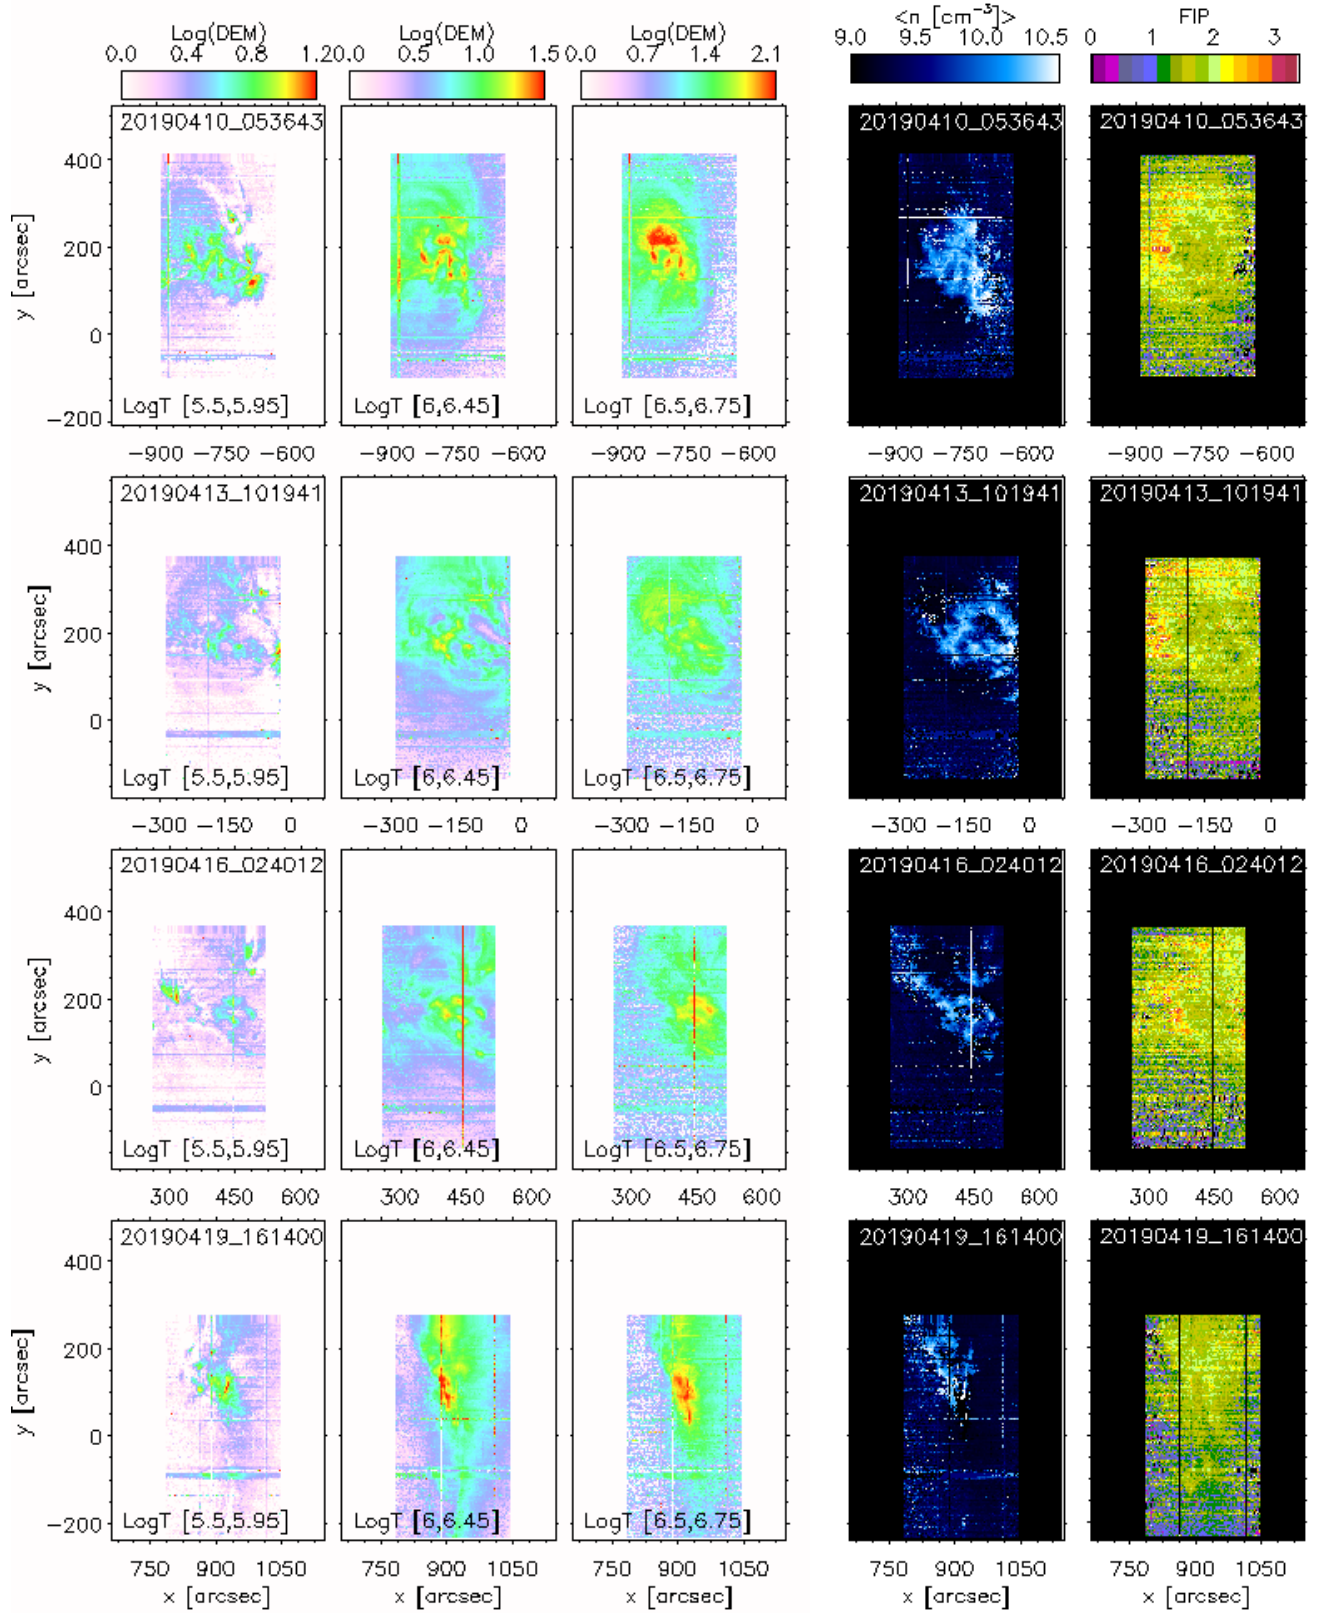 Log(DEM) Log(DEM) Log(DEM) <n [cm⁻³]> FIP
0.0 0.4 0.8 1.20 0.0 0.5 1.0 1.5 0.0 0.7 1.4 2.1 9.0 9.5 10.0 10.5 0 1 2 3
20190410_053643 20190410_053643 20190410_053643
400
200
0
−200
y [arcsec]
LogT [5.5,5.95] LogT [6,6.45] LogT [6.5,6.75]
−900 −750 −600 −900 −750 −600 −900 −750 −600 −900 −750 −600 −900 −750 −600
20190413_101941 20190413_101941 20190413_101941
400
200
0
y [arcsec]
LogT [5.5,5.95] LogT [6,6.45] LogT [6.5,6.75]
−300 −150 0 −300 −150 0 −300 −150 0 −300 −150 0 −300 −150 0
20190416_024012 20190416_024012 20190416_024012
400
200
0
y [arcsec]
LogT [5.5,5.95] LogT [6,6.45] LogT [6.5,6.75]
300 450 600 300 450 600 300 450 600 300 450 600 300 450 600
20190419_161400 20190419_161400 20190419_161400
400
200
0
−200
y [arcsec]
LogT [5.5,5.95] LogT [6,6.45] LogT [6.5,6.75]
750 900 1050 750 900 1050 750 900 1050 750 900 1050 750 900 1050
x [arcsec] x [arcsec] x [arcsec] x [arcsec] x [arcsec]